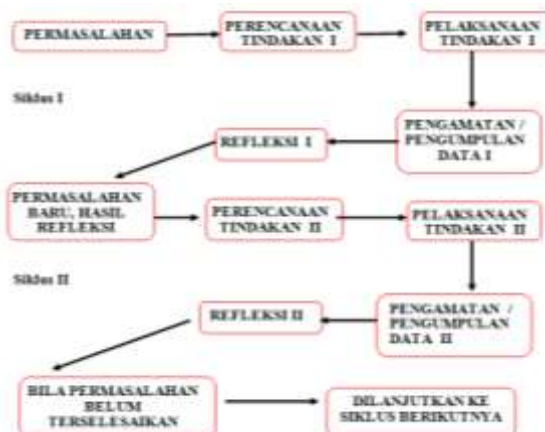 PERMASALAHAN
PERENCANAAN
TINDAKAN I
PELAKSANAAN
TINDAKAN I
Siklus I
PENGAMATAN /
PENGUMPULAN
DATA I
REFLEKSI I
PERMASALAHAN
BARU, HASIL
REFLEKSI
PERENCANAAN
TINDAKAN II
PELAKSANAAN
TINDAKAN II
Siklus II
PENGAMATAN /
PENGUMPULAN
DATA II
REFLEKSI II
BILA PERMASALAHAN
BELUM
TERSELESAIKAN
DILANJUTKAN KE
SIKLUS BERIKUTNYA